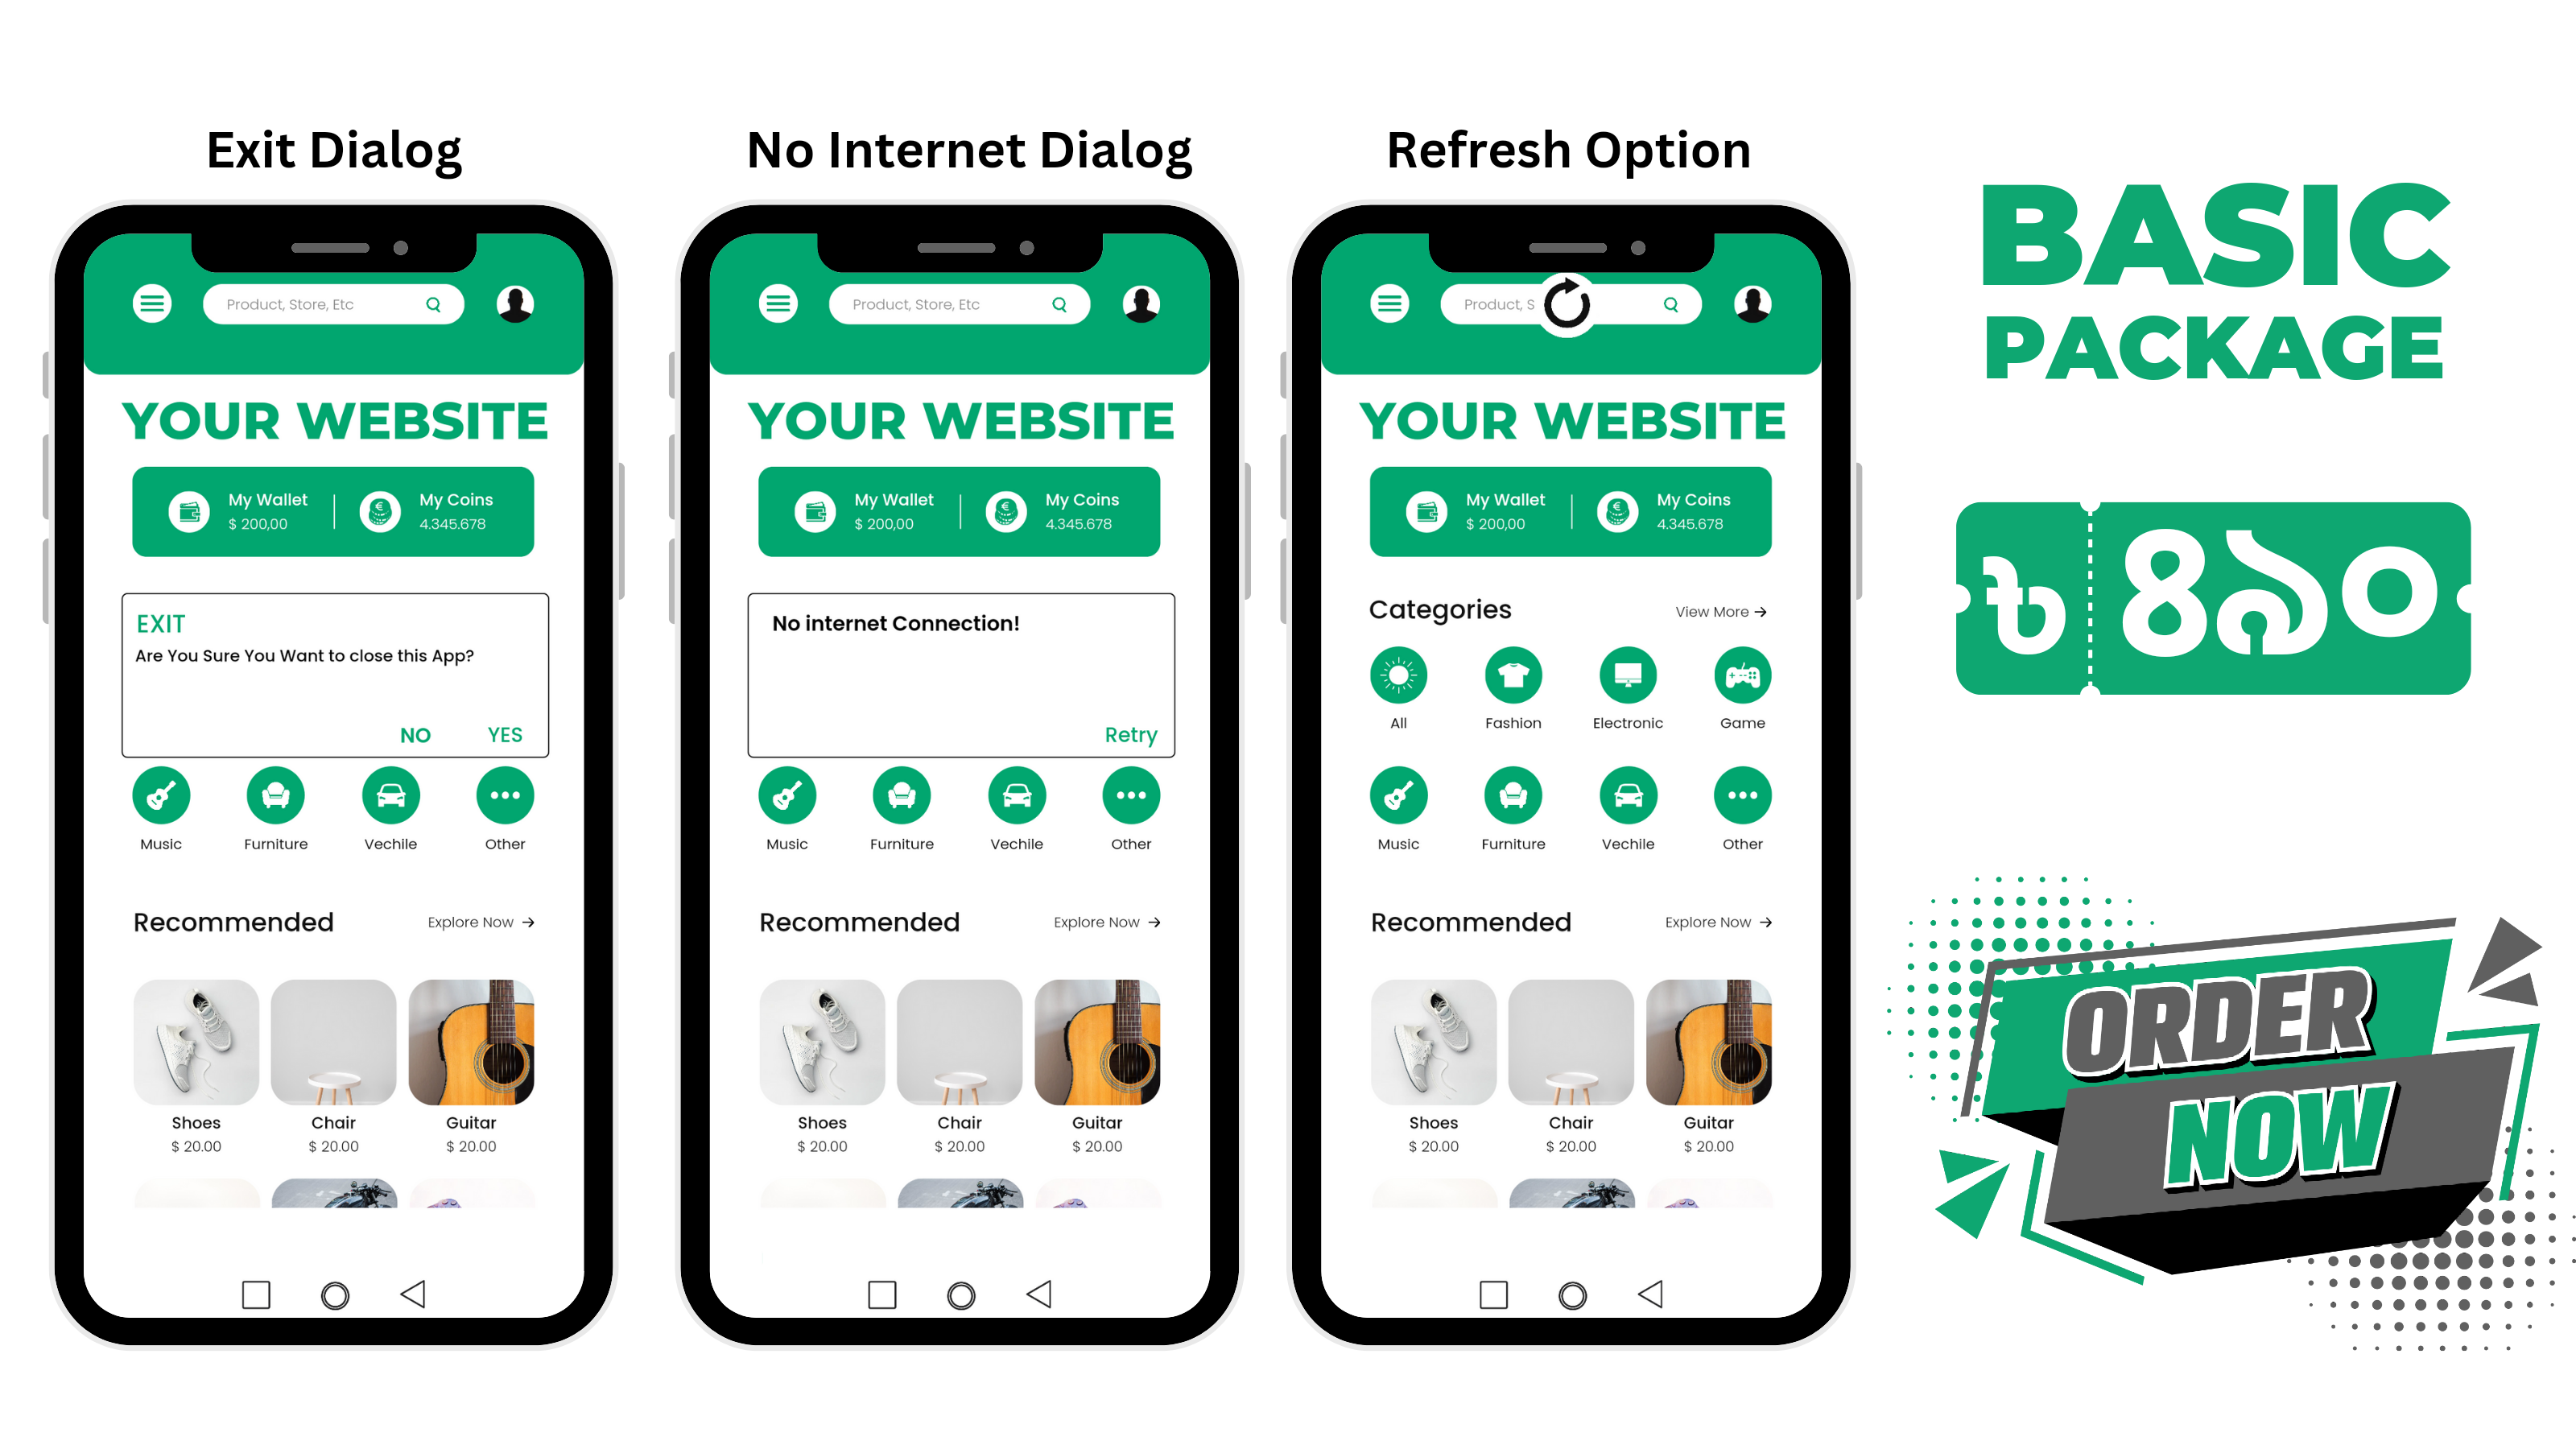 Exit Dialog
Product, Store, Etc
YOUR WEBSITE
My Wallet
$ 200,00
My Coins
4.345.678
EXIT
Are You Sure You Want to close this App?
NO YES
Music Furniture Vechile Other
Recommended Explore Now →
Shoes Chair Guitar
$ 20.00 $ 20.00 $ 20.00
No Internet Dialog
Product, Store, Etc
YOUR WEBSITE
My Wallet
$ 200,00
My Coins
4.345.678
No internet Connection!
Retry
Music Furniture Vechile Other
Recommended Explore Now →
Shoes Chair Guitar
$ 20.00 $ 20.00 $ 20.00
Refresh Option
Product, S
YOUR WEBSITE
My Wallet
$ 200,00
My Coins
4.345.678
Categories View More →
All Fashion Electronic Game
Music Furniture Vechile Other
Recommended Explore Now →
Shoes Chair Guitar
$ 20.00 $ 20.00 $ 20.00
BASIC
PACKAGE
৳ ৪৯০
ORDER
NOW